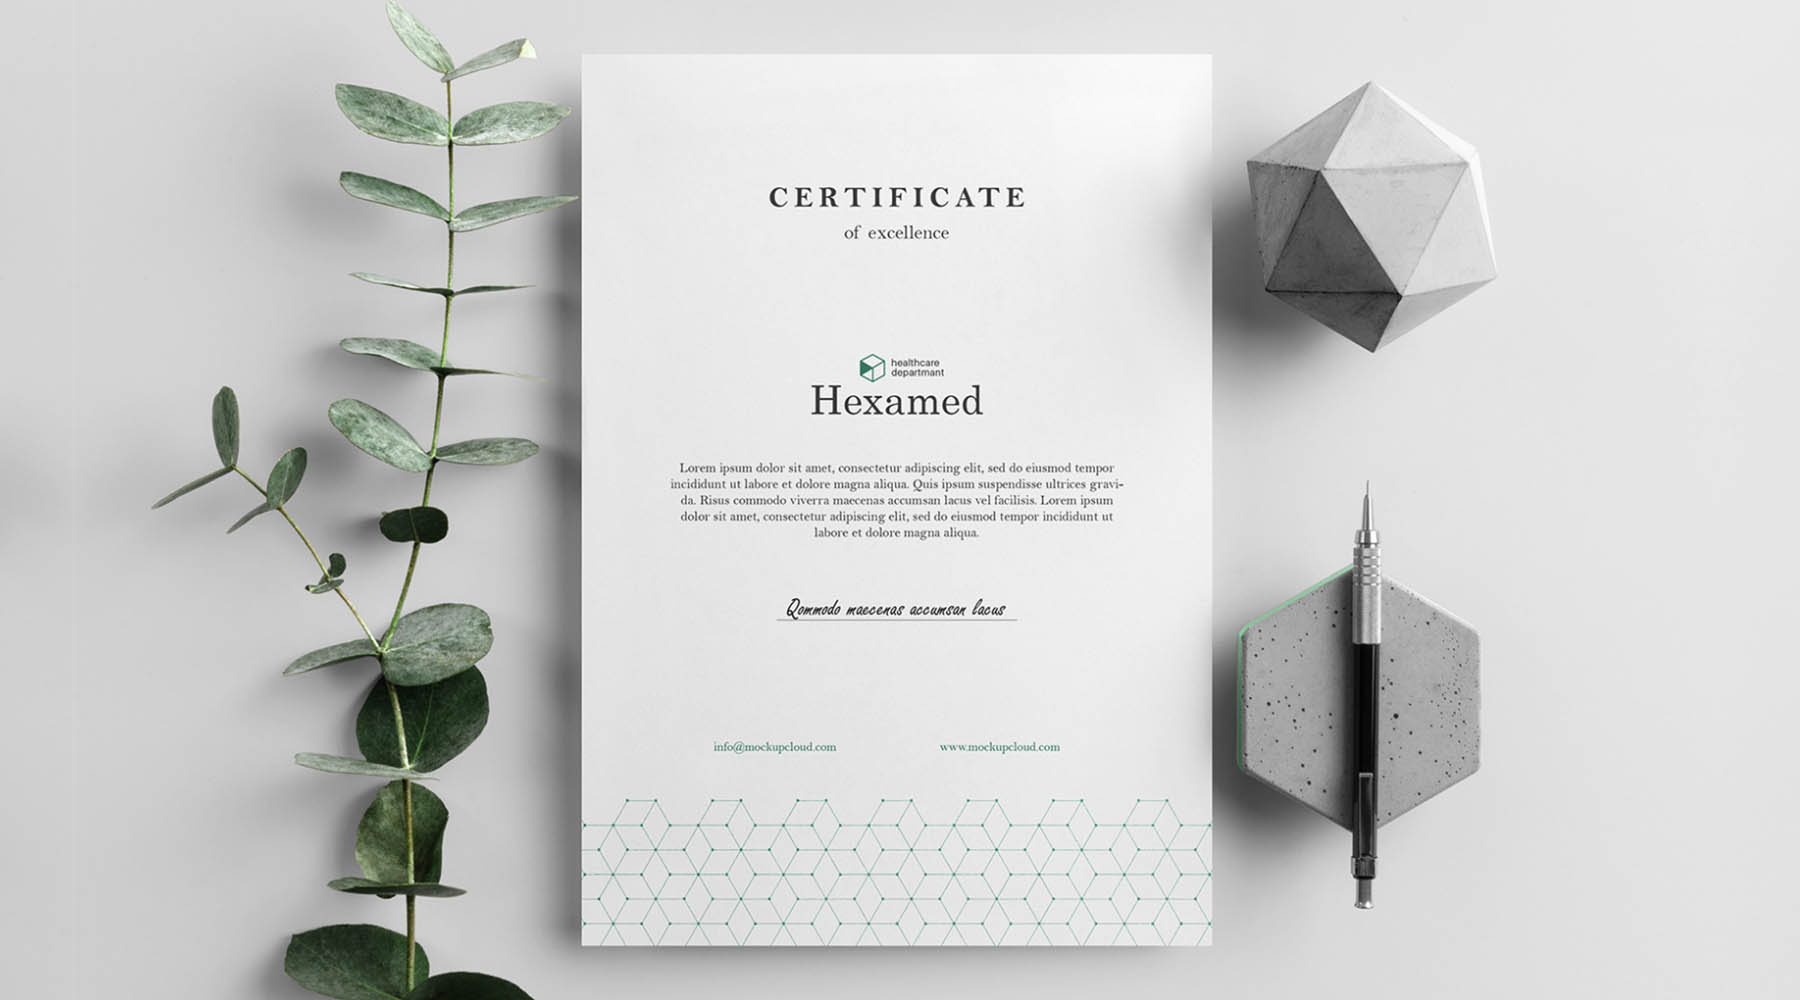 CERTIFICATE
of excellence
healthcare
departmant
Hexamed
Lorem ipsum dolor sit amet, consectetur adipiscing elit, sed do eiusmod tempor
incididunt ut labore et dolore magna aliqua. Quis ipsum suspendisse ultrices gravi-
da. Risus commodo viverra maecenas accumsan lacus vel facilisis. Lorem ipsum
dolor sit amet, consectetur adipiscing elit, sed do eiusmod tempor incididunt ut
labore et dolore magna aliqua.
Qommodo maecenas accumsan lacus
info@mockupcloud.com
www.mockupcloud.com